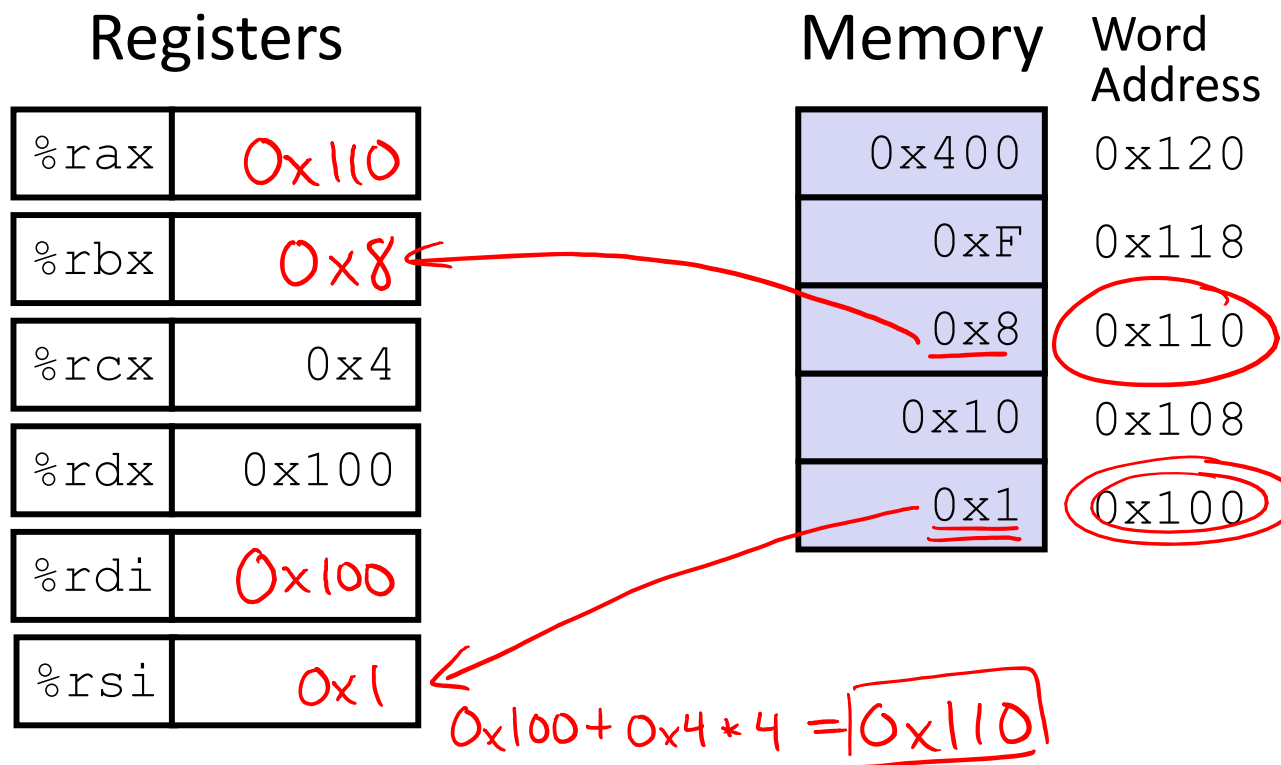 Registers
Memory
Word
Address
%rax 0x110
0x400 0x120
%rbx 0x8
0xF 0x118
0x8 0x110
%rcx 0x4
0x10 0x108
%rdx 0x100
0x1 0x100
%rdi 0x100
%rsi 0x1
0x100+0x4*4=0x110